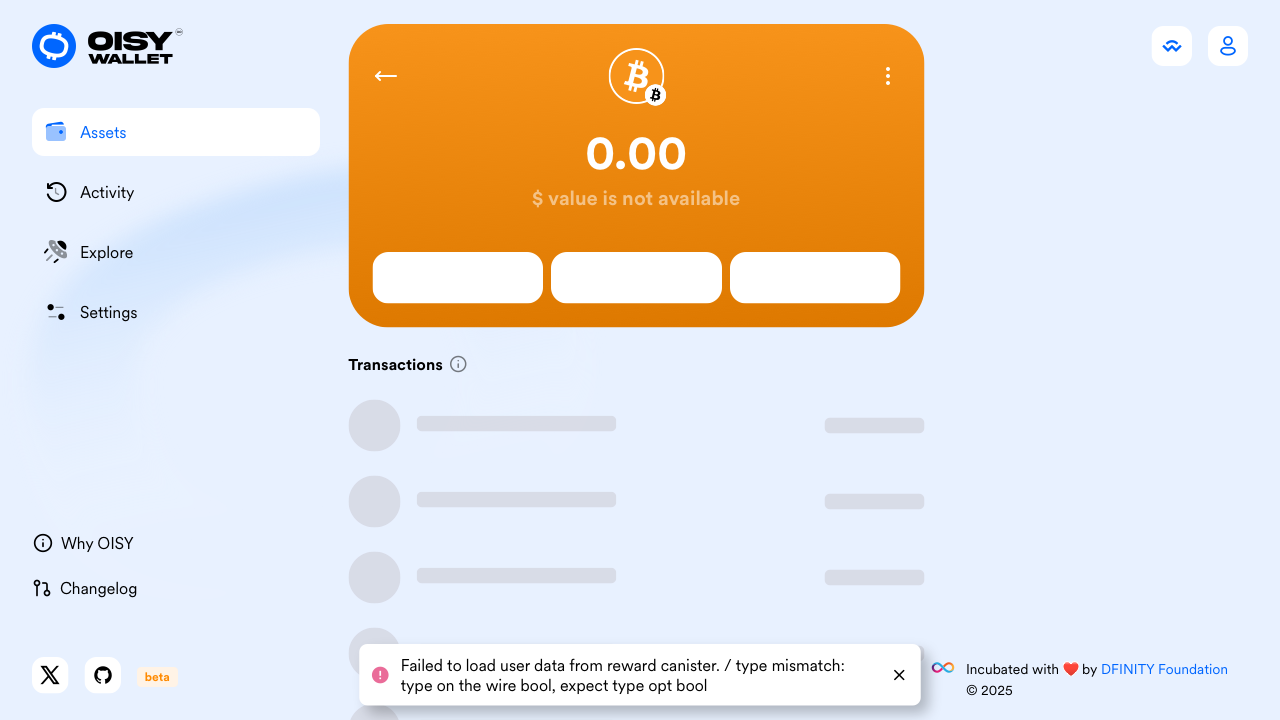 OISY
WALLET
Assets
Activity
Explore
Settings
Why OISY
Changelog
beta
0.00
$ value is not available
Transactions
Failed to load user data from reward canister. / type mismatch:
type on the wire bool, expect type opt bool
Incubated with ❤️ by DFINITY Foundation
© 2025